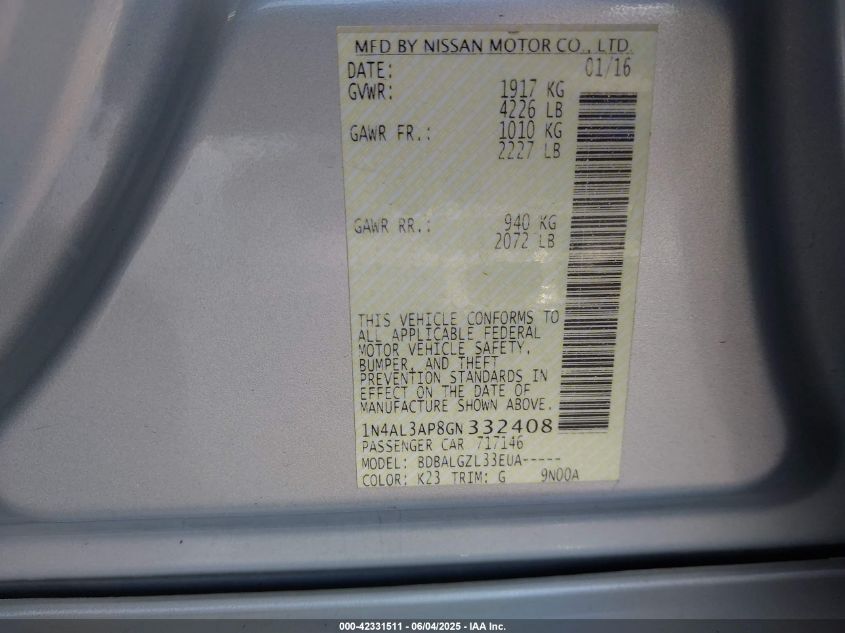 MFD BY NISSAN MOTOR CO., LTD.
DATE: 01/16
GVWR: 1917 KG
4226 LB
GAWR FR.: 1010 KG
2227 LB
GAWR RR.: 940 KG
2072 LB
THIS VEHICLE CONFORMS TO
ALL APPLICABLE FEDERAL
MOTOR VEHICLE SAFETY,
BUMPER, AND THEFT
PREVENTION STANDARDS IN
EFFECT ON THE DATE OF
MANUFACTURE SHOWN ABOVE.
1N4AL3AP8GN332408
PASSENGER CAR 717146
MODEL: BDBALGZL33EUA-----
COLOR: K23 TRIM: G 9N00A
000-42331511 - 06/04/2025 - IAA Inc.